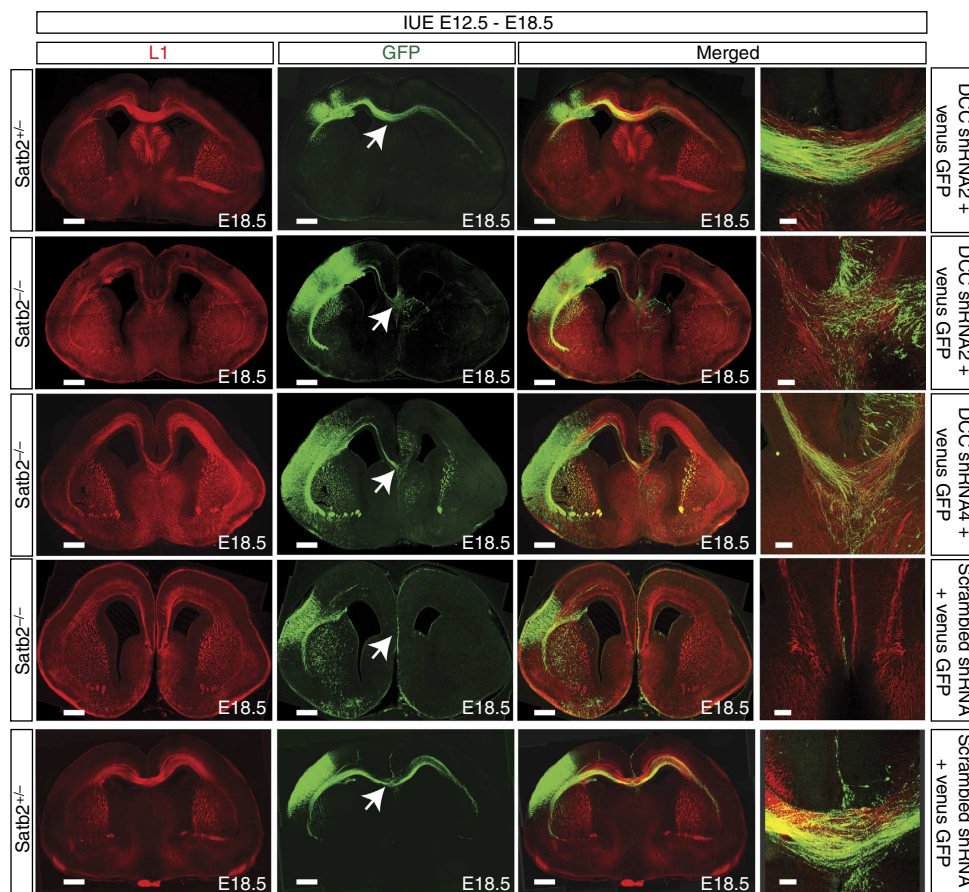 IUE E12.5 - E18.5
L1
GFP
Merged
Satb2+/–
E18.5
E18.5
E18.5
DCC shRNA2 +
venus GFP
Satb2–/–
E18.5
E18.5
E18.5
DCC shRNA2 +
venus GFP
Satb2–/–
E18.5
E18.5
E18.5
DCC shRNA4 +
venus GFP
Satb2–/–
E18.5
E18.5
E18.5
Scrambled shRNA
+ venus GFP
Satb2+/–
E18.5
E18.5
E18.5
Scrambled shRNA
+ venus GFP